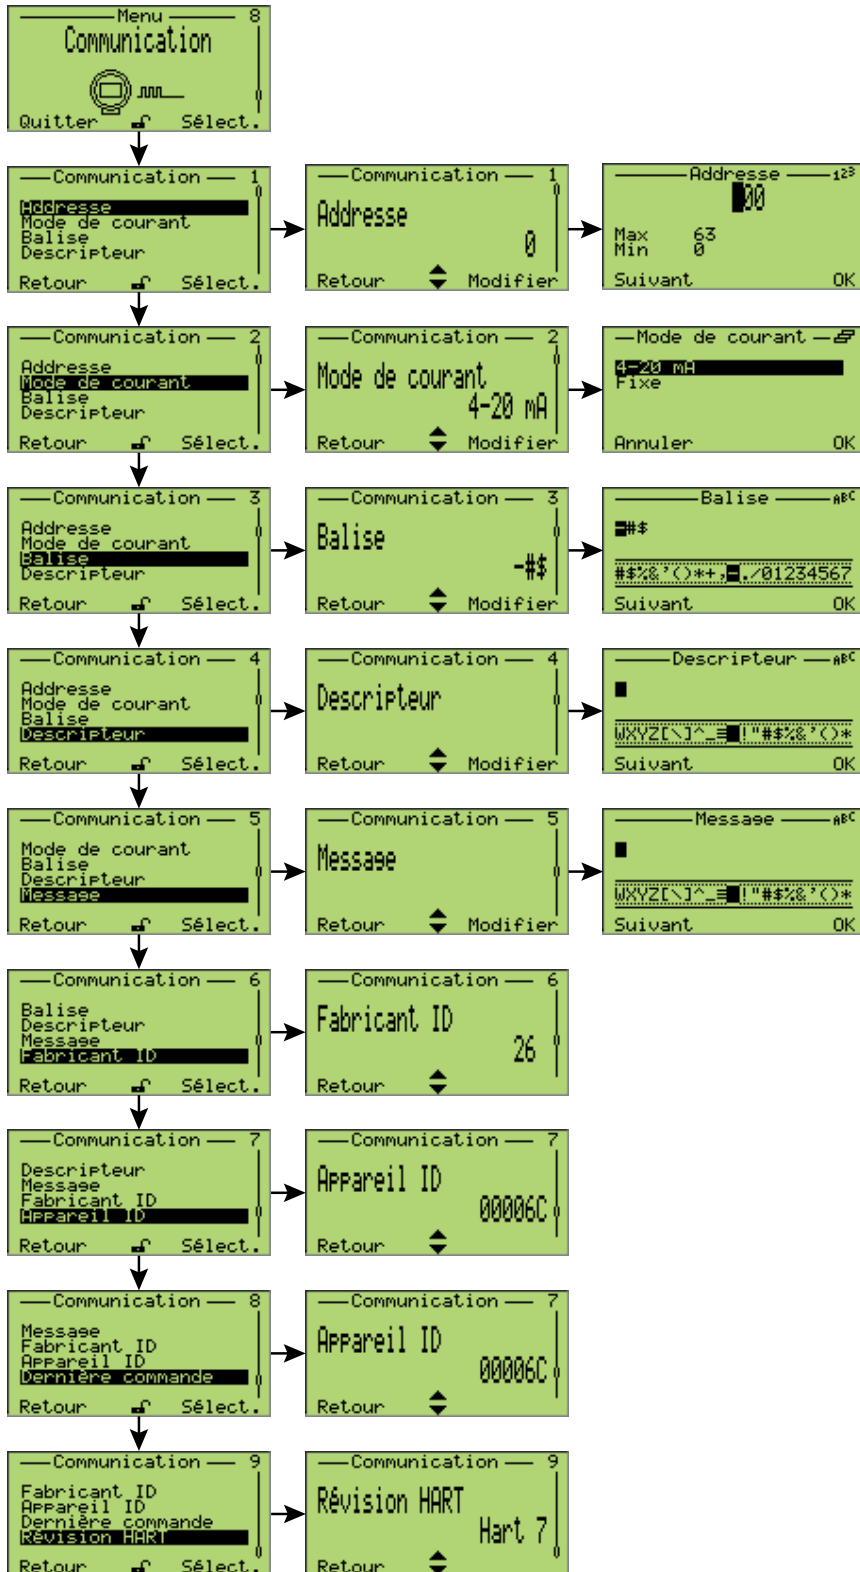 Menu 8
Communication
Quitter Sélect.
Communication 1
Addresse
Mode de courant
Balise
Descripteur
Retour Sélect.
Communication 1
Addresse
0
Retour Modifier
Addresse 123
00
Max 63
Min 0
Suivant OK
Communication 2
Addresse
Mode de courant
Balise
Descripteur
Retour Sélect.
Communication 2
Mode de courant
4-20 mA
Retour Modifier
Mode de courant
4-20 mA
Fixe
Annuler OK
Communication 3
Addresse
Mode de courant
Balise
Descripteur
Retour Sélect.
Communication 3
Balise
-#$
Retour Modifier
Balise ABC
-#$
#$%&'()*+,-./01234567
Suivant OK
Communication 4
Addresse
Mode de courant
Balise
Descripteur
Retour Sélect.
Communication 4
Descripteur
Retour Modifier
Descripteur ABC
WXYZ[\]^_≡ !"#$%&'()*
Suivant OK
Communication 5
Mode de courant
Balise
Descripteur
Message
Retour Sélect.
Communication 5
Message
Retour Modifier
Message ABC
WXYZ[\]^_≡ !"#$%&'()*
Suivant OK
Communication 6
Balise
Descripteur
Message
Fabricant ID
Retour Sélect.
Communication 6
Fabricant ID
26
Retour
Communication 7
Descripteur
Message
Fabricant ID
Appareil ID
Retour Sélect.
Communication 7
Appareil ID
00006C
Retour
Communication 8
Message
Fabricant ID
Appareil ID
Dernière commande
Retour Sélect.
Communication 7
Appareil ID
00006C
Retour
Communication 9
Fabricant ID
Appareil ID
Dernière commande
Révision HART
Retour Sélect.
Communication 9
Révision HART
Hart 7
Retour